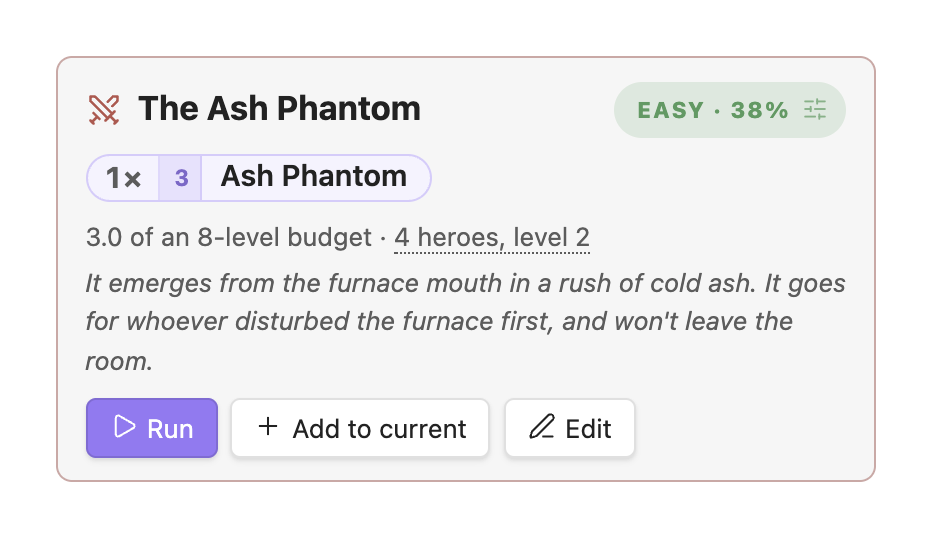 The Ash Phantom
EASY · 38%
1× 3 Ash Phantom
3.0 of an 8-level budget · 4 heroes, level 2
It emerges from the furnace mouth in a rush of cold ash. It goes
for whoever disturbed the furnace first, and won't leave the
room.
Run
Add to current
Edit